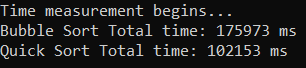 Time measurement begins...
Bubble Sort Total time: 175973 ms
Quick Sort Total time: 102153 ms